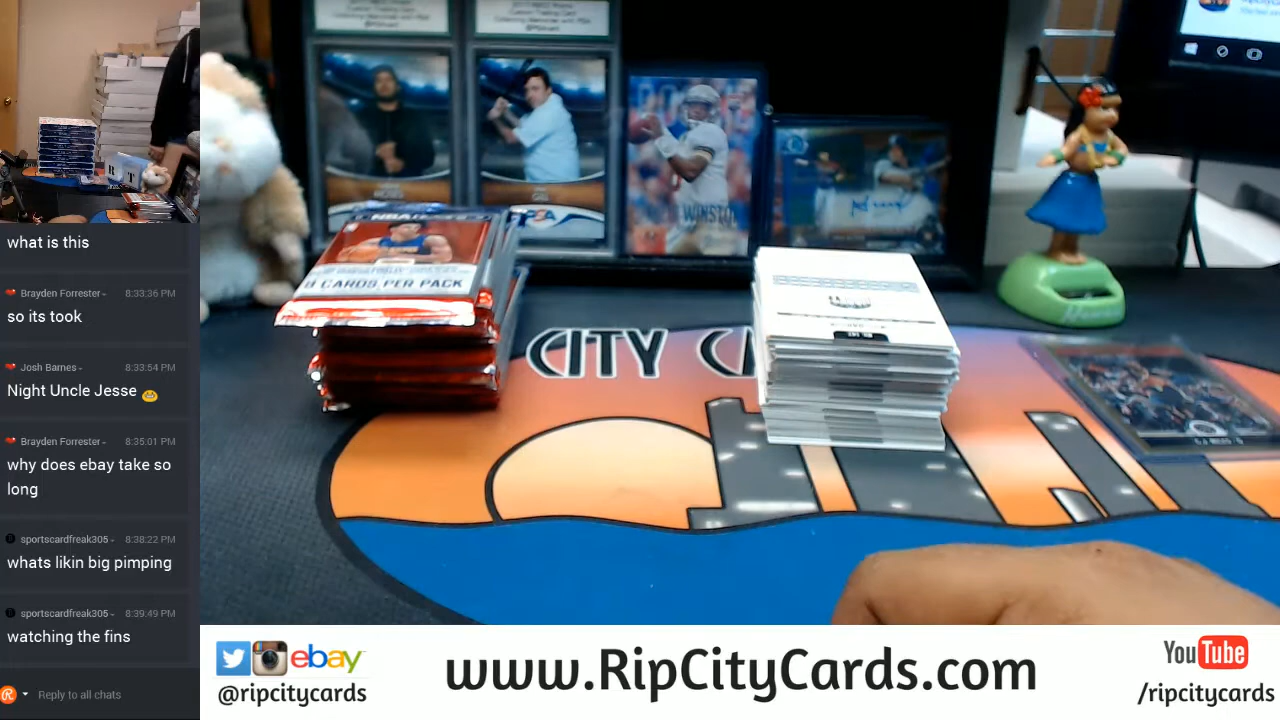 what is this
Brayden Forrester 8:33:36 PM
so its took
Josh Barnes 8:33:54 PM
Night Uncle Jesse
Brayden Forrester 8:35:01 PM
why does ebay take so
long
sportscardfreak305 8:38:22 PM
whats likin big pimping
sportscardfreak305 8:39:49 PM
watching the fins
Reply to all chats
NBA
8 CARDS PER PACK
PSA
WINSTO
CITY
ebay
@ripcitycards
www.RipCityCards.com
YouTube
/ripcitycards